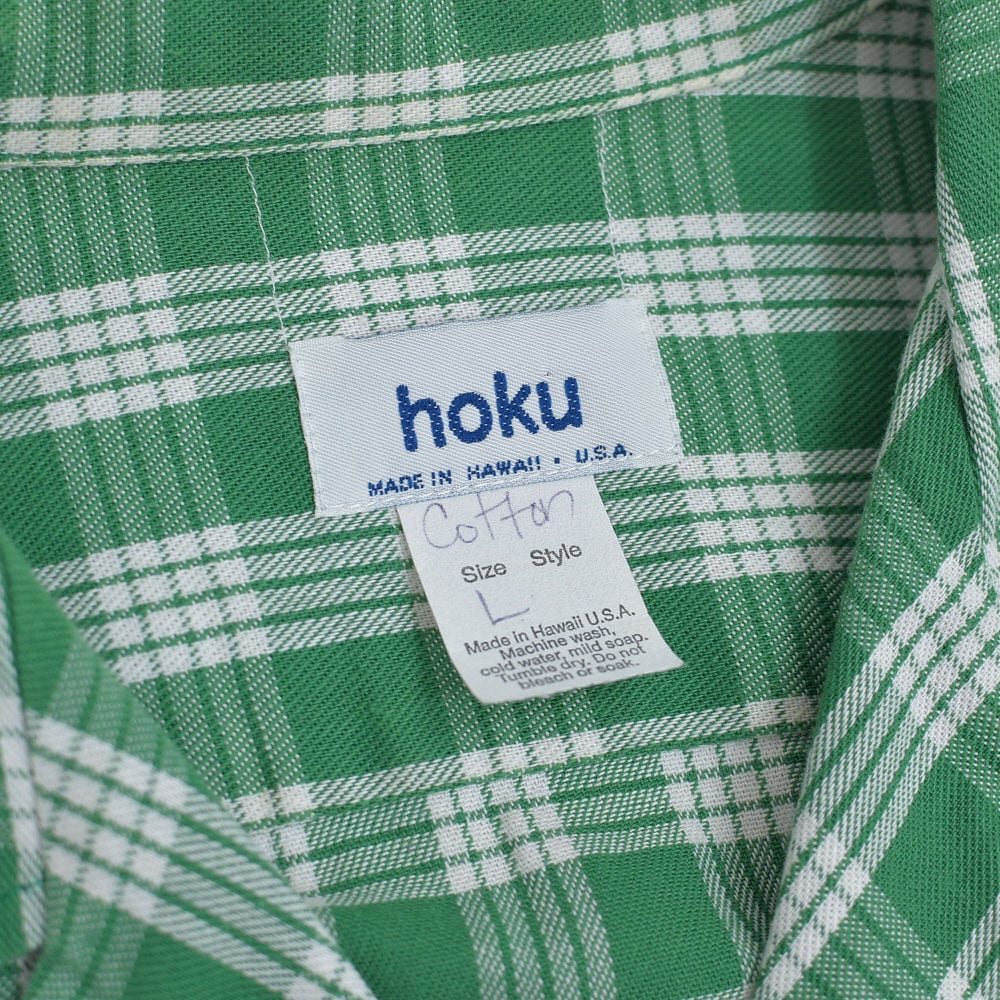 hoku
MADE IN HAWAII • U.S.A.
Cotton
Size Style
L
Made in Hawaii U.S.A.
Machine wash,
cold water, mild soap.
Tumble dry. Do not
bleach or soak.